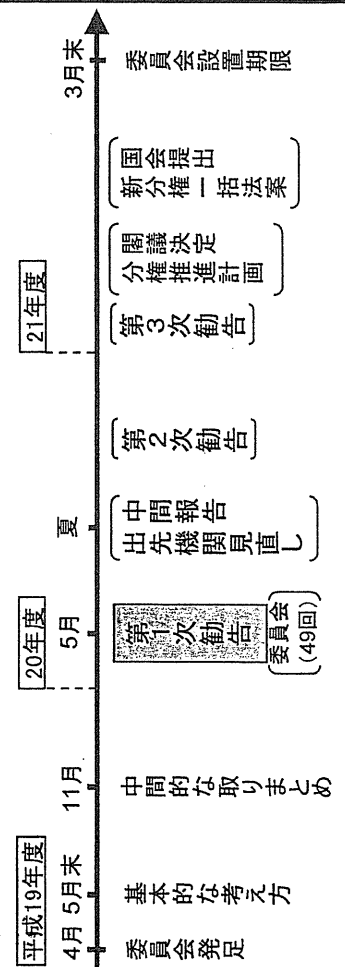 平成19年度
4月
委員会発足
5月末
基本的な考え方
11月
中間的な取りまとめ
20年度
5月
第1次勧告
委員会
(49回)
夏
出先機関見直し
中間報告
第2次勧告
21年度
第3次勧告
分権推進計画
閣議決定
新分権一括法案
国会提出
3月末
委員会設置期限